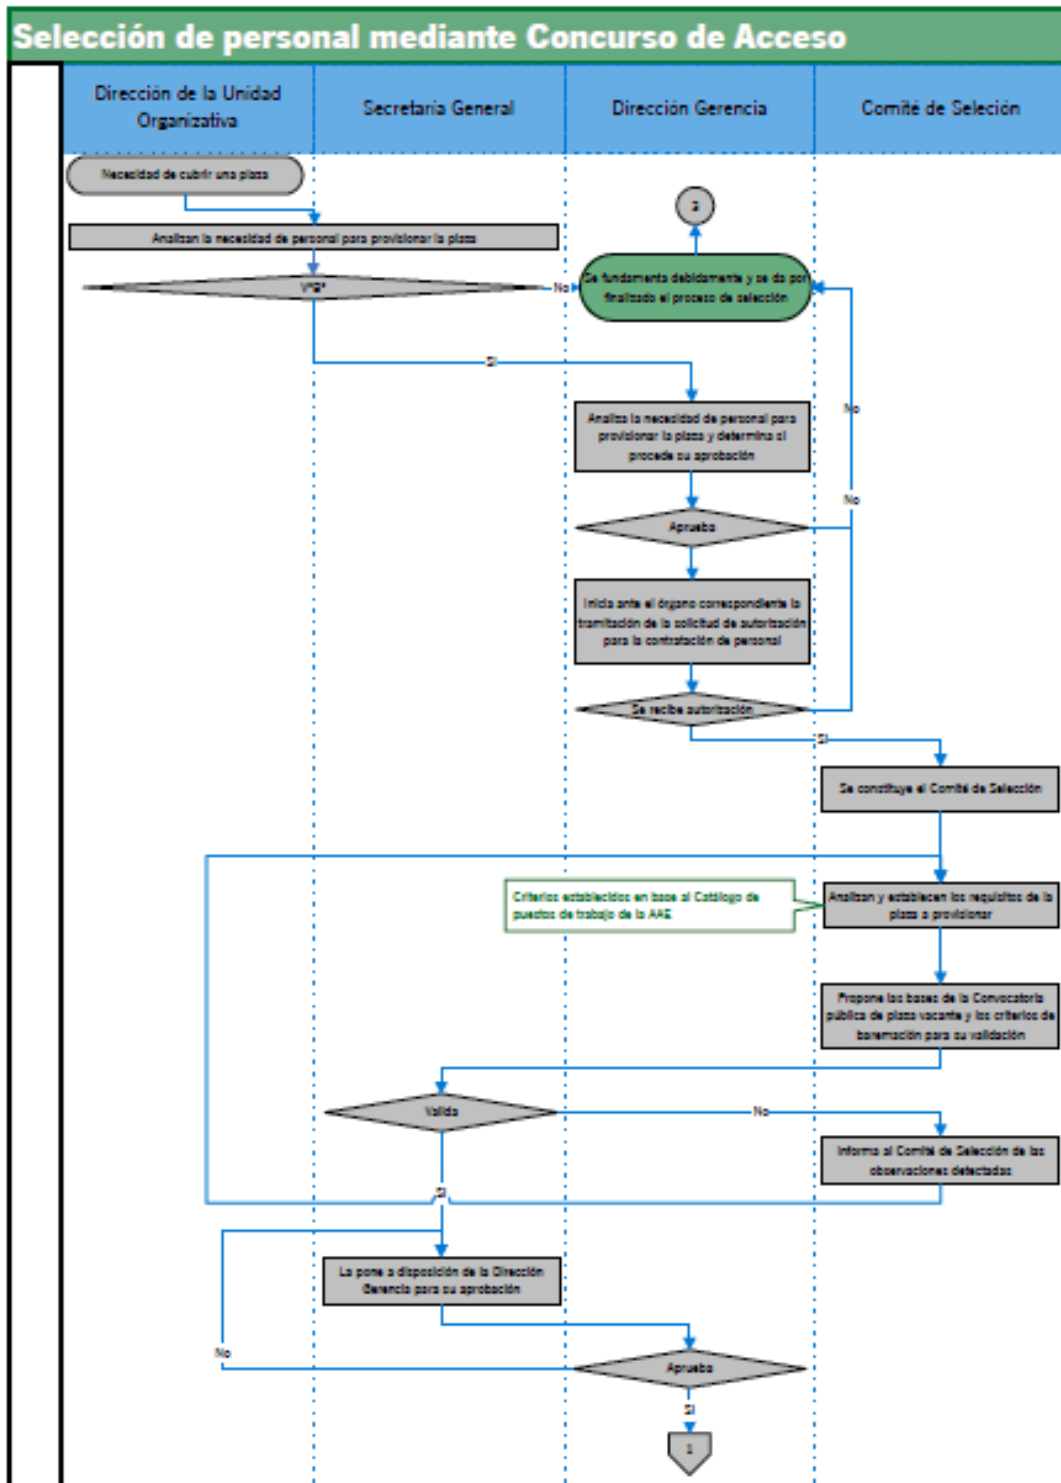 Selección de personal mediante Concurso de Acceso
Dirección de la Unidad
Organizativa
Secretaría General
Dirección Gerencia
Comité de Seleción
Necesidad de cubrir una plaza
3
Analizan la necesidad de personal para provisionar la plaza
VºBº
No
Se fundamenta debidamente y se da por
finalizado el proceso de selección
SI
Analiza la necesidad de personal para
provisionar la plaza y determina si
procede su aprobación
No
No
Aprueba
Inicia ante el órgano correspondiente la
tramitación de la solicitud de autorización
para la contratación de personal
Se recibe autorización
SI
Se constituye el Comité de Selección
Criterios establecidos en base al Catálogo de
puestos de trabajo de la AAE
Analizan y establecen los requisitos de la
plaza a provisionar
Propone las bases de la Convocatoria
pública de plaza vacante y los criterios de
baremación para su validación
Valida
No
Informa al Comité de Selección de las
observaciones detectadas
SI
La pone a disposición de la Dirección
Gerencia para su aprobación
No
Aprueba
SI
1